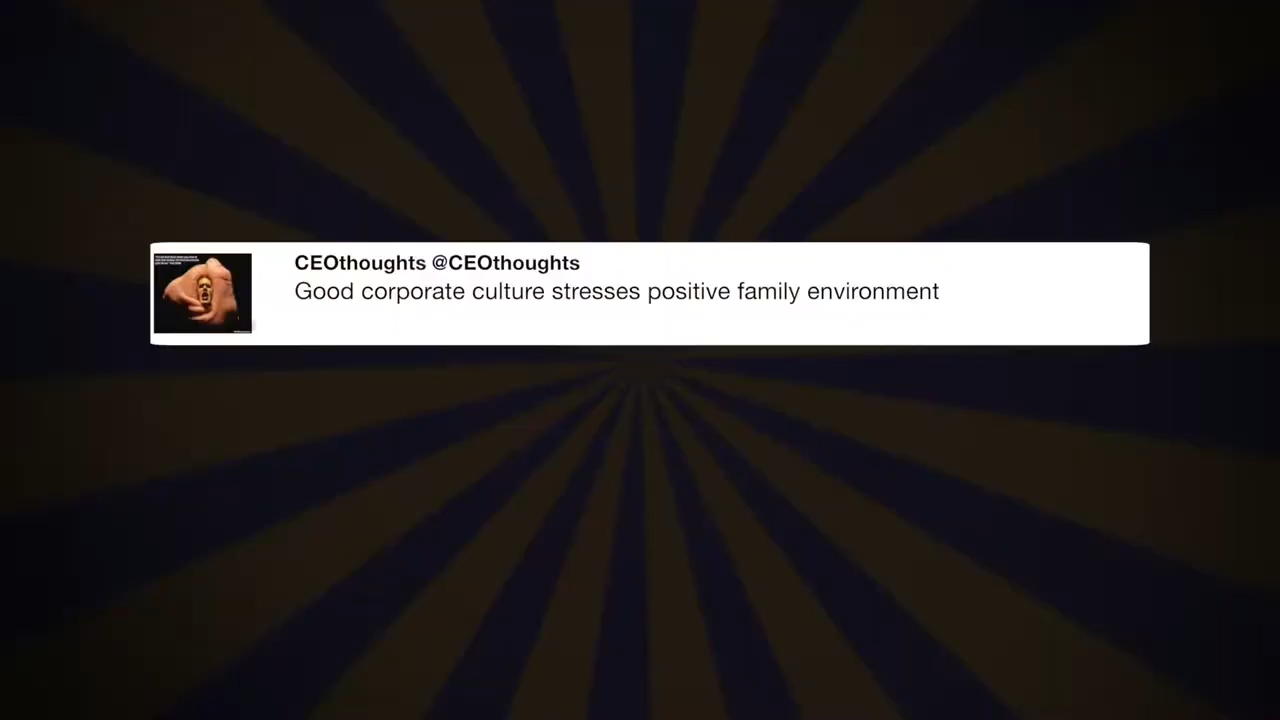 CEOthoughts @CEOthoughts
Good corporate culture stresses positive family environment